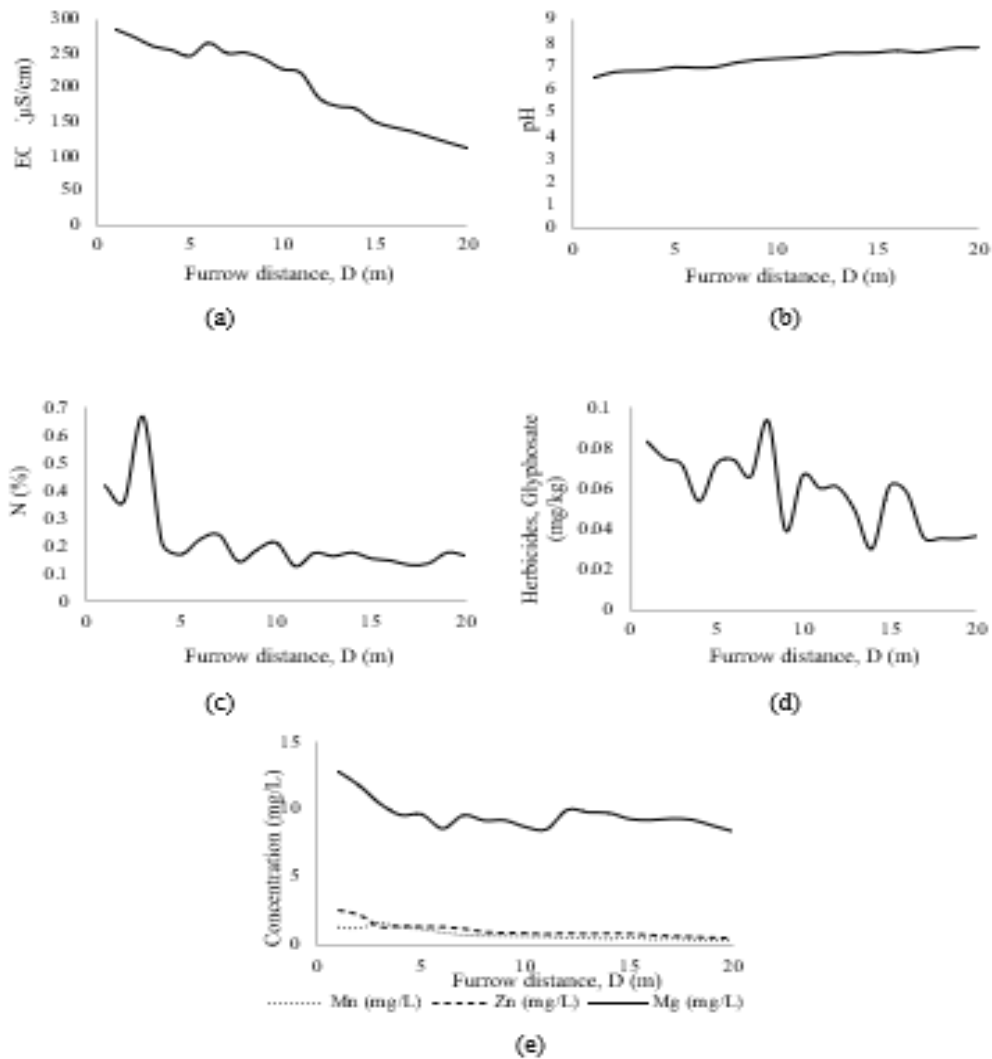 300
250
200
150
100
50
0
EC (µS/cm)
0 5 10 15 20
Furrow distance, D (m)
(a)
9
8
7
6
5
4
3
2
1
0
pH
0 5 10 15 20
Furrow distance, D (m)
(b)
0.7
0.6
0.5
0.4
0.3
0.2
0.1
0
N (%)
0 5 10 15 20
Furrow distance, D (m)
(c)
0.1
0.08
0.06
0.04
0.02
0
Herbicides, Glyphosate
(mg/kg)
0 5 10 15 20
Furrow distance, D (m)
(d)
15
10
5
0
Concentration (mg/L)
0 5 10 15 20
Furrow distance, D (m)
Mn (mg/L) Zn (mg/L) Mg (mg/L)
(e)